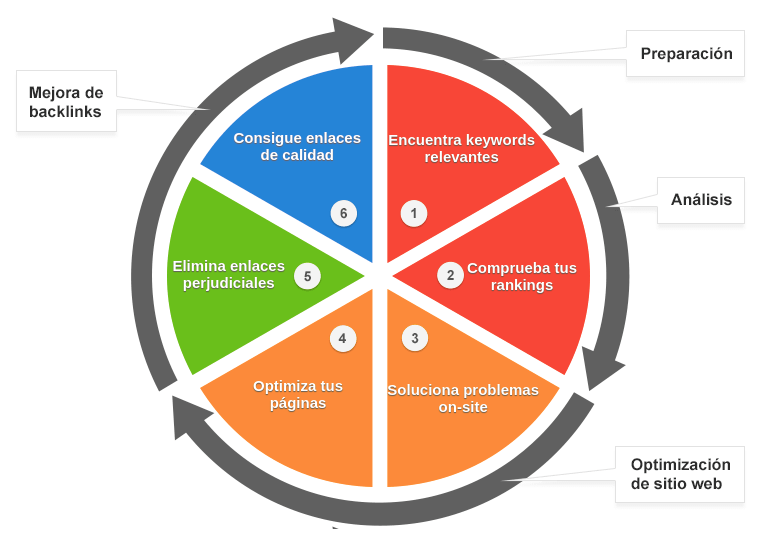 Preparación
Mejora de
backlinks
Consigue enlaces
de calidad
Encuentra keywords
relevantes
6
1
Análisis
Elimina enlaces
perjudiciales
5
2
Comprueba tus
rankings
4
3
Optimiza tus
páginas
Soluciona problemas
on-site
Optimización
de sitio web